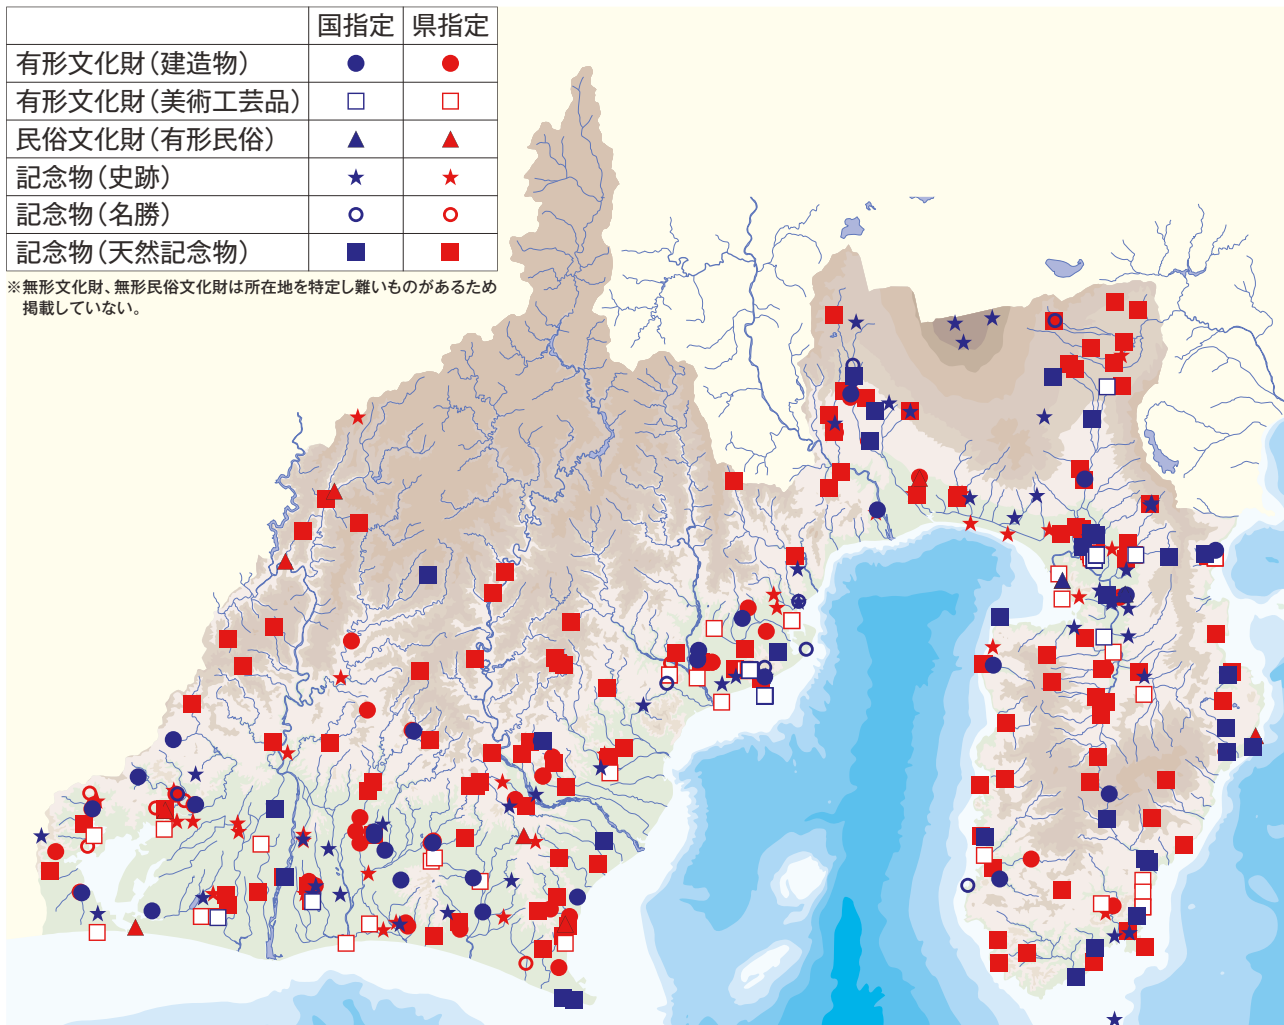 国指定 県指定
有形文化財（建造物）
有形文化財（美術工芸品）
民俗文化財（有形民俗）
記念物（史跡）
記念物（名勝）
記念物（天然記念物）
※無形文化財、無形民俗文化財は所在地を特定し難いものがあるため
掲載していない。